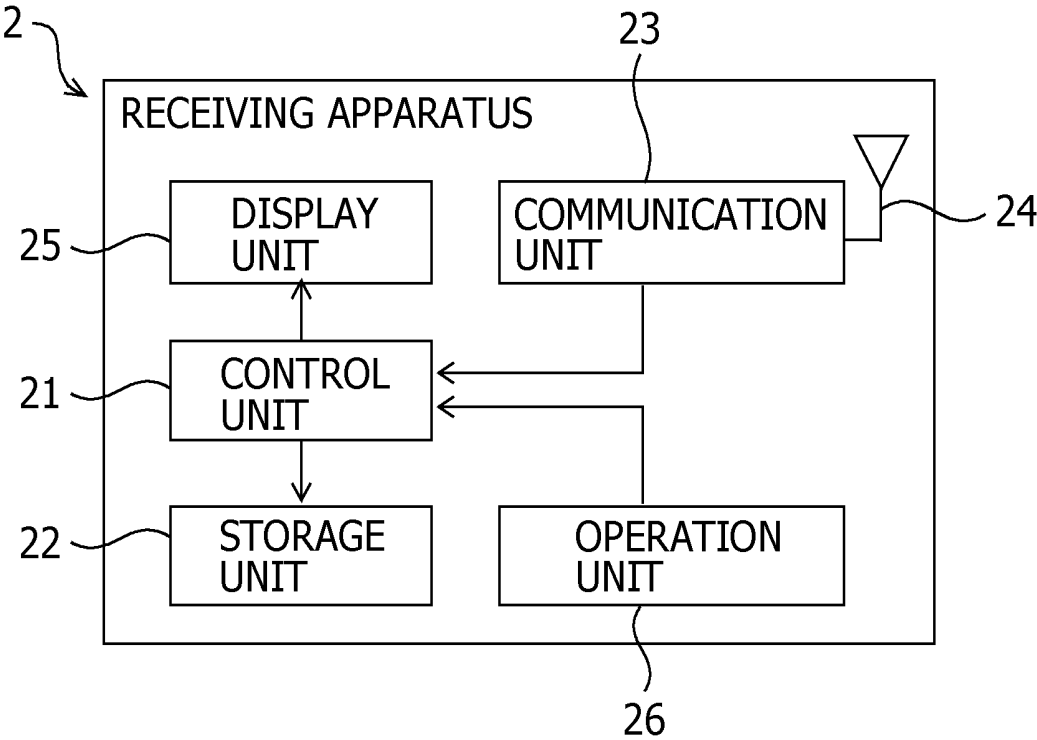 2
23
RECEIVING APPARATUS
DISPLAY
UNIT
COMMUNICATION
UNIT
24
25
CONTROL
UNIT
21
STORAGE
UNIT
22
OPERATION
UNIT
26